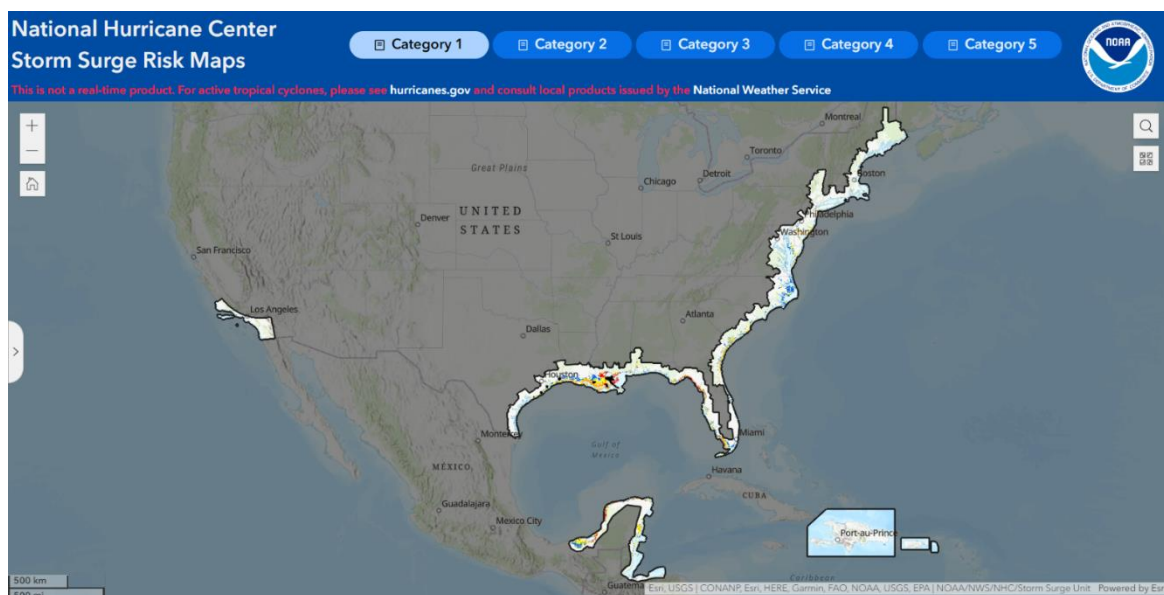 National Hurricane Center
Storm Surge Risk Maps
Category 1
Category 2
Category 3
Category 4
Category 5
NOAA
This is not a real-time product. For active tropical cyclones, please see hurricanes.gov and consult local products issued by the National Weather Service
Montreal
Toronto
Great Plains
Detroit
Chicago
Boston
UNITED
STATES
Denver
Philadelphia
Washington
St Louis
San Francisco
Los Angeles
Atlanta
Dallas
Houston
Monterrey
Miami
Gulf of
Mexico
MÉXICO
Havana
CUBA
Guadalajara
Mexico City
Port-au-Prince
Caribbean
500 km
500 mi
Guatema
Esri, USGS | CONANP, Esri, HERE, Garmin, FAO, NOAA, USGS, EPA | NOAA/NWS/NHC/Storm Surge Unit
Powered by Esri